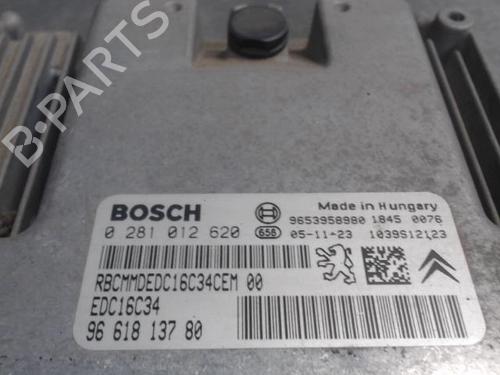 B-PARTS
BOSCH
Made in Hungary
0 281 012 620
9653958980 1845 0076
656 05-11-23 1039S12123
RBCMMDEDC16C34CEM 00
EDC16C34
96 618 137 80